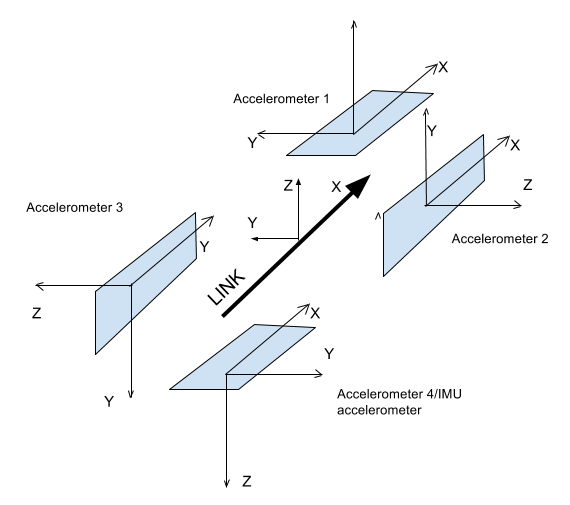 X
Accelerometer 1
Y
Y
X
Z
X
Z
Y
Accelerometer 3
Accelerometer 2
Y
LINK
Z
X
Y
Accelerometer 4/IMU
accelerometer
Y
Z